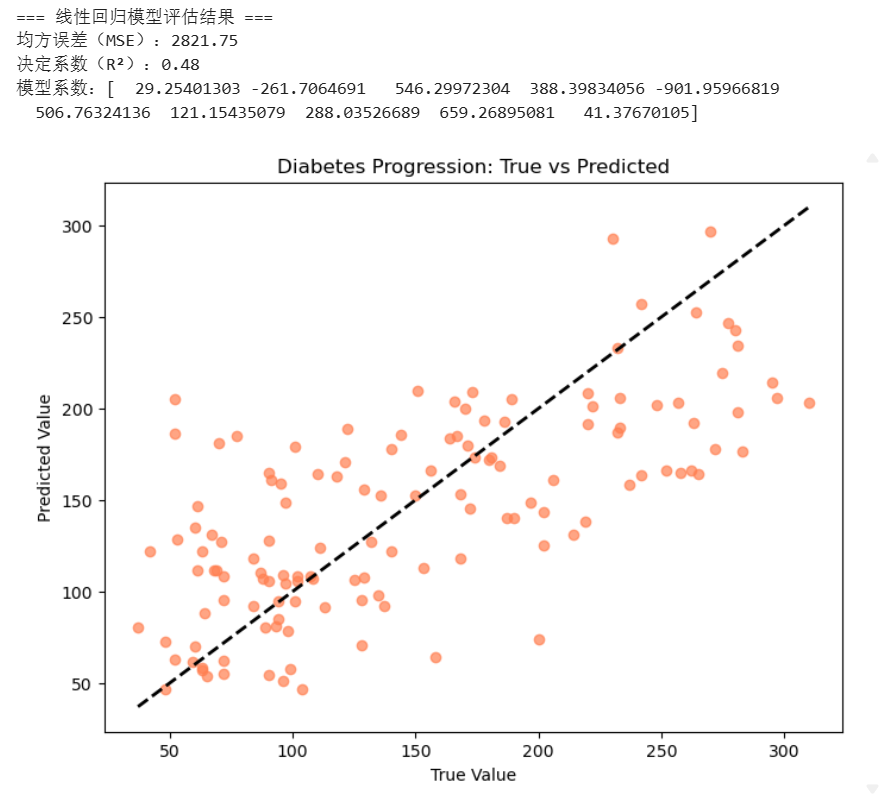 === 线性回归模型评估结果 ===
均方误差（MSE）：2821.75
决定系数（R²）：0.48
模型系数：[  29.25401303 -261.7064691   546.29972304  388.39834056 -901.95966819
  506.76324136  121.15435079  288.03526689  659.26895081   41.37670105]
Diabetes Progression: True vs Predicted
300
250
200
150
100
50
Predicted Value
50 100 150 200 250 300
True Value